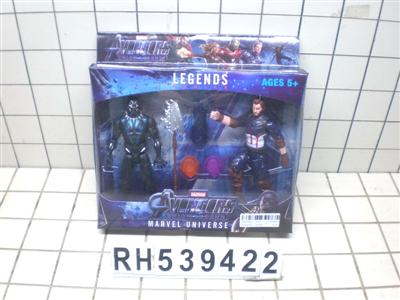 AVENGERS
LEGENDS
AGES 5+
AVENGERS
MARVEL UNIVERSE
RH539422